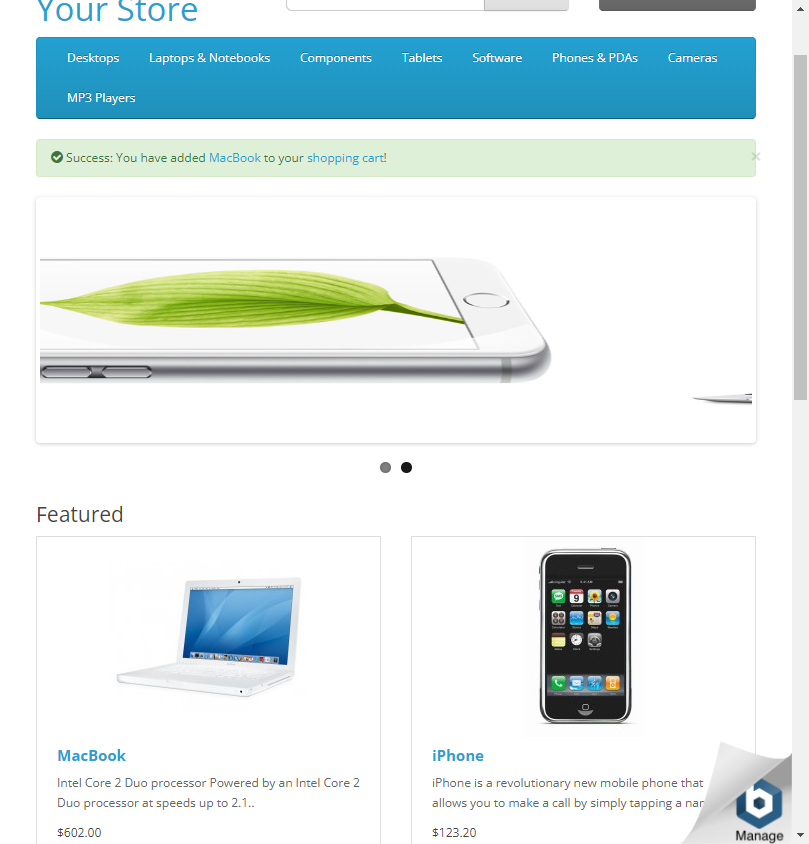 Your Store
Desktops Laptops & Notebooks Components Tablets Software Phones & PDAs Cameras
MP3 Players
Success: You have added MacBook to your shopping cart!
×
Featured
MacBook
Intel Core 2 Duo processor Powered by an Intel Core 2
Duo processor at speeds up to 2.1..
$602.00
iPhone
iPhone is a revolutionary new mobile phone that
allows you to make a call by simply tapping a
$123.20
Manage